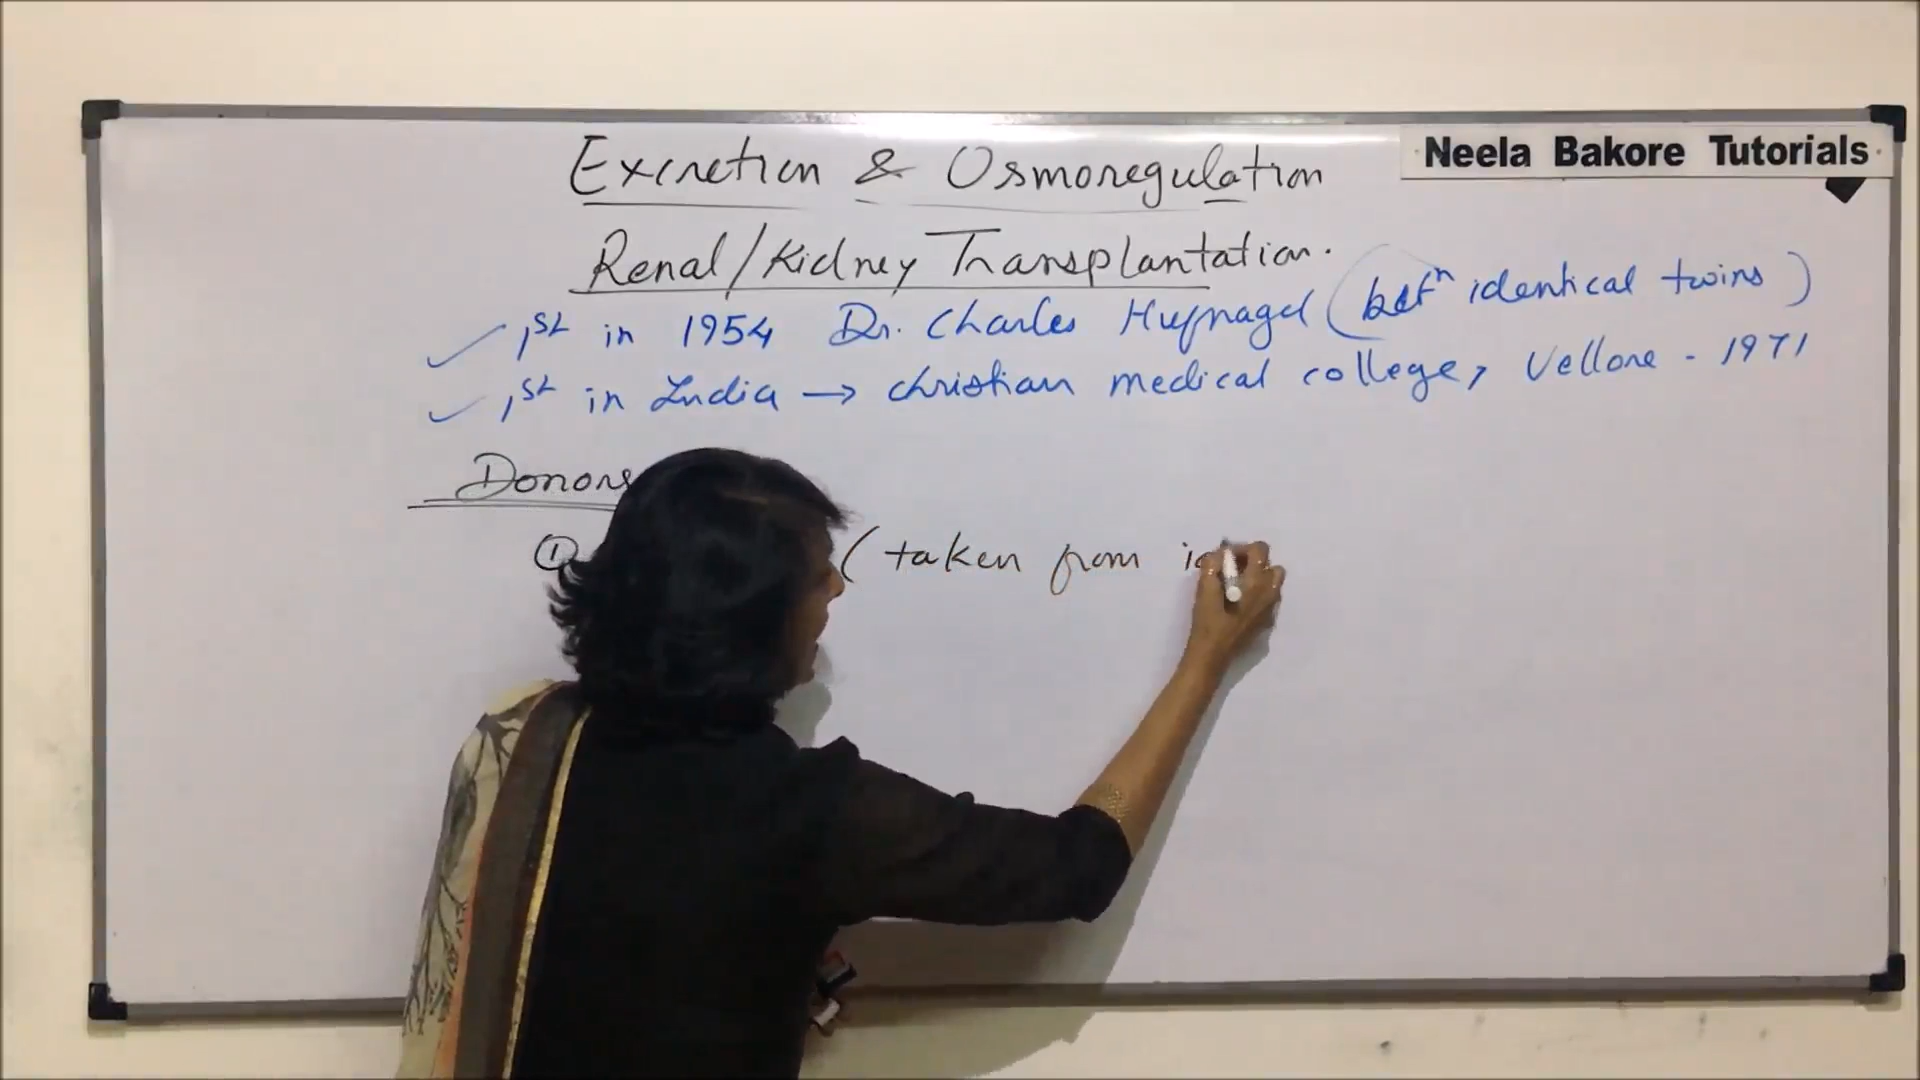 Neela Bakore Tutorials
Excretion & Osmoregulation
Renal/Kidney Transplantation.
1st in 1954 Dr. Charles Hufnagel (betn identical twins)
1st in India → christian medical college, Vellore - 1971
Donors
① (taken from